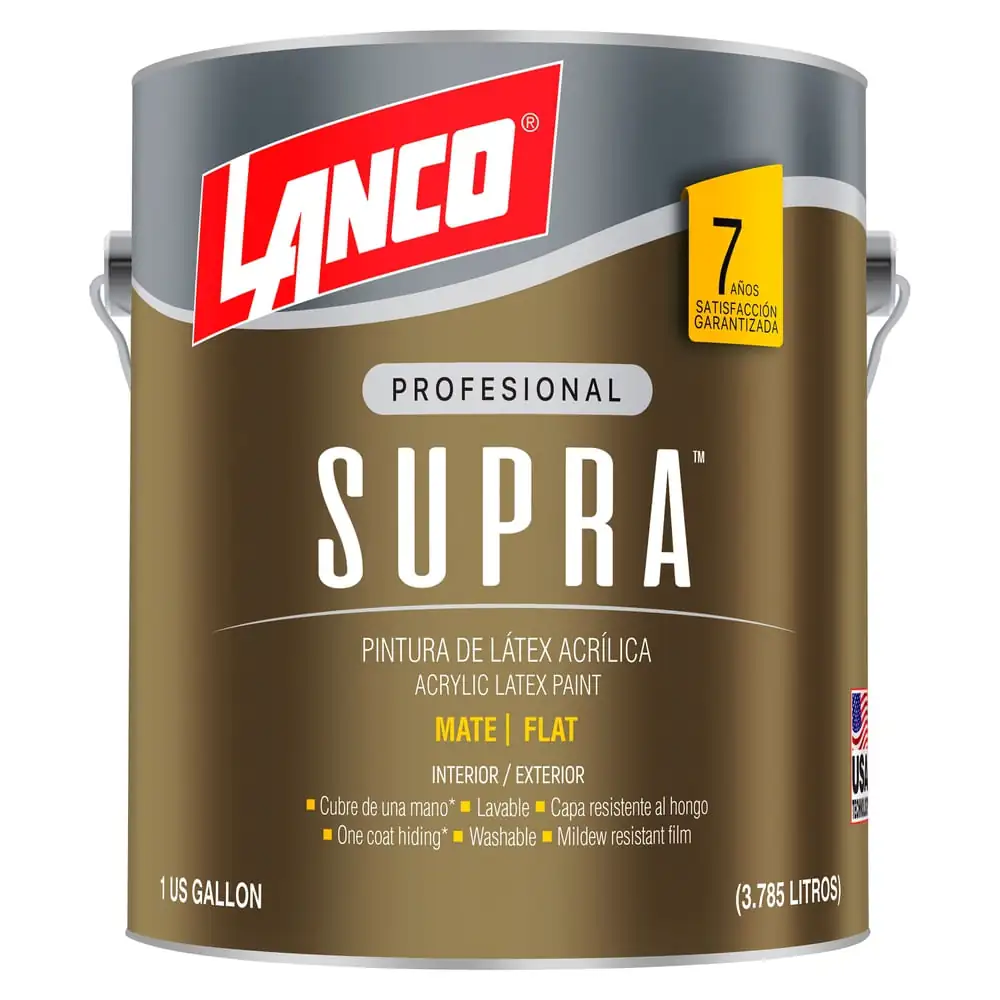 LANCO®
7
AÑOS
SATISFACCIÓN
GARANTIZADA
PROFESIONAL
SUPRA™
PINTURA DE LÁTEX ACRÍLICA
ACRYLIC LATEX PAINT
MATE | FLAT
INTERIOR / EXTERIOR
▪ Cubre de una mano* ▪ Lavable ▪ Capa resistente al hongo
▪ One coat hiding* ▪ Washable ▪ Mildew resistant film
1 US GALLON
(3.785 LITROS)
USA